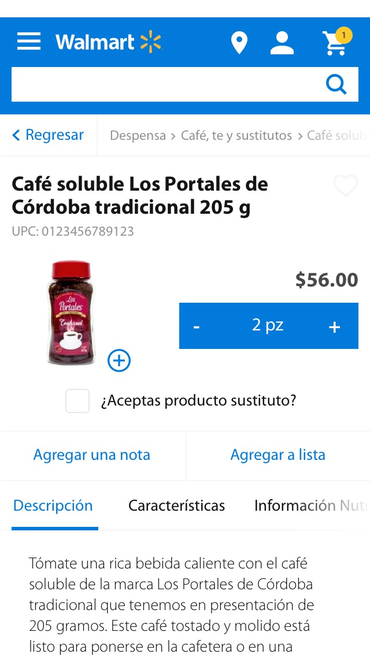 Walmart
1
Regresar
Despensa > Café, te y sustitutos > Café solub
Café soluble Los Portales de
Córdoba tradicional 205 g
UPC: 0123456789123
Los
Portales
Tradicional
$56.00
- 2 pz +
¿Aceptas producto sustituto?
Agregar una nota Agregar a lista
Descripción Características Información Nutri
Tómate una rica bebida caliente con el café
soluble de la marca Los Portales de Córdoba
tradicional que tenemos en presentación de
205 gramos. Este café tostado y molido está
listo para ponerse en la cafetera o en una